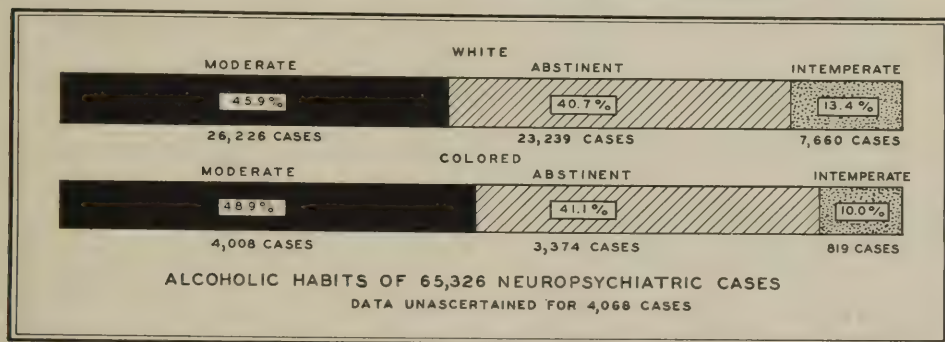 WHITE
MODERATE ABSTINENT INTEMPERATE
45.9% 40.7% 13.4%
26,226 CASES 23,239 CASES 7,660 CASES
COLORED
MODERATE ABSTINENT INTEMPERATE
48.9% 41.1% 10.0%
4,008 CASES 3,374 CASES 819 CASES
ALCOHOLIC HABITS OF 65,326 NEUROPSYCHIATRIC CASES
DATA UNASCERTAINED FOR 4,068 CASES